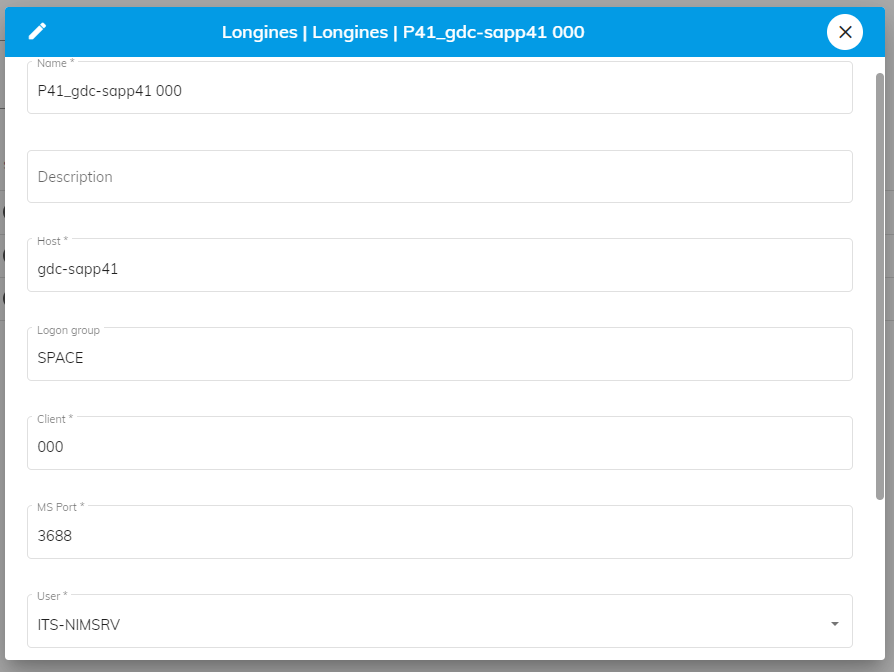 Longines | Longines | P41_gdc-sapp41 000
Name *
P41_gdc-sapp41 000
Description
Host *
gdc-sapp41
Logon group
SPACE
Client *
000
MS Port *
3688
User *
ITS-NIMSRV